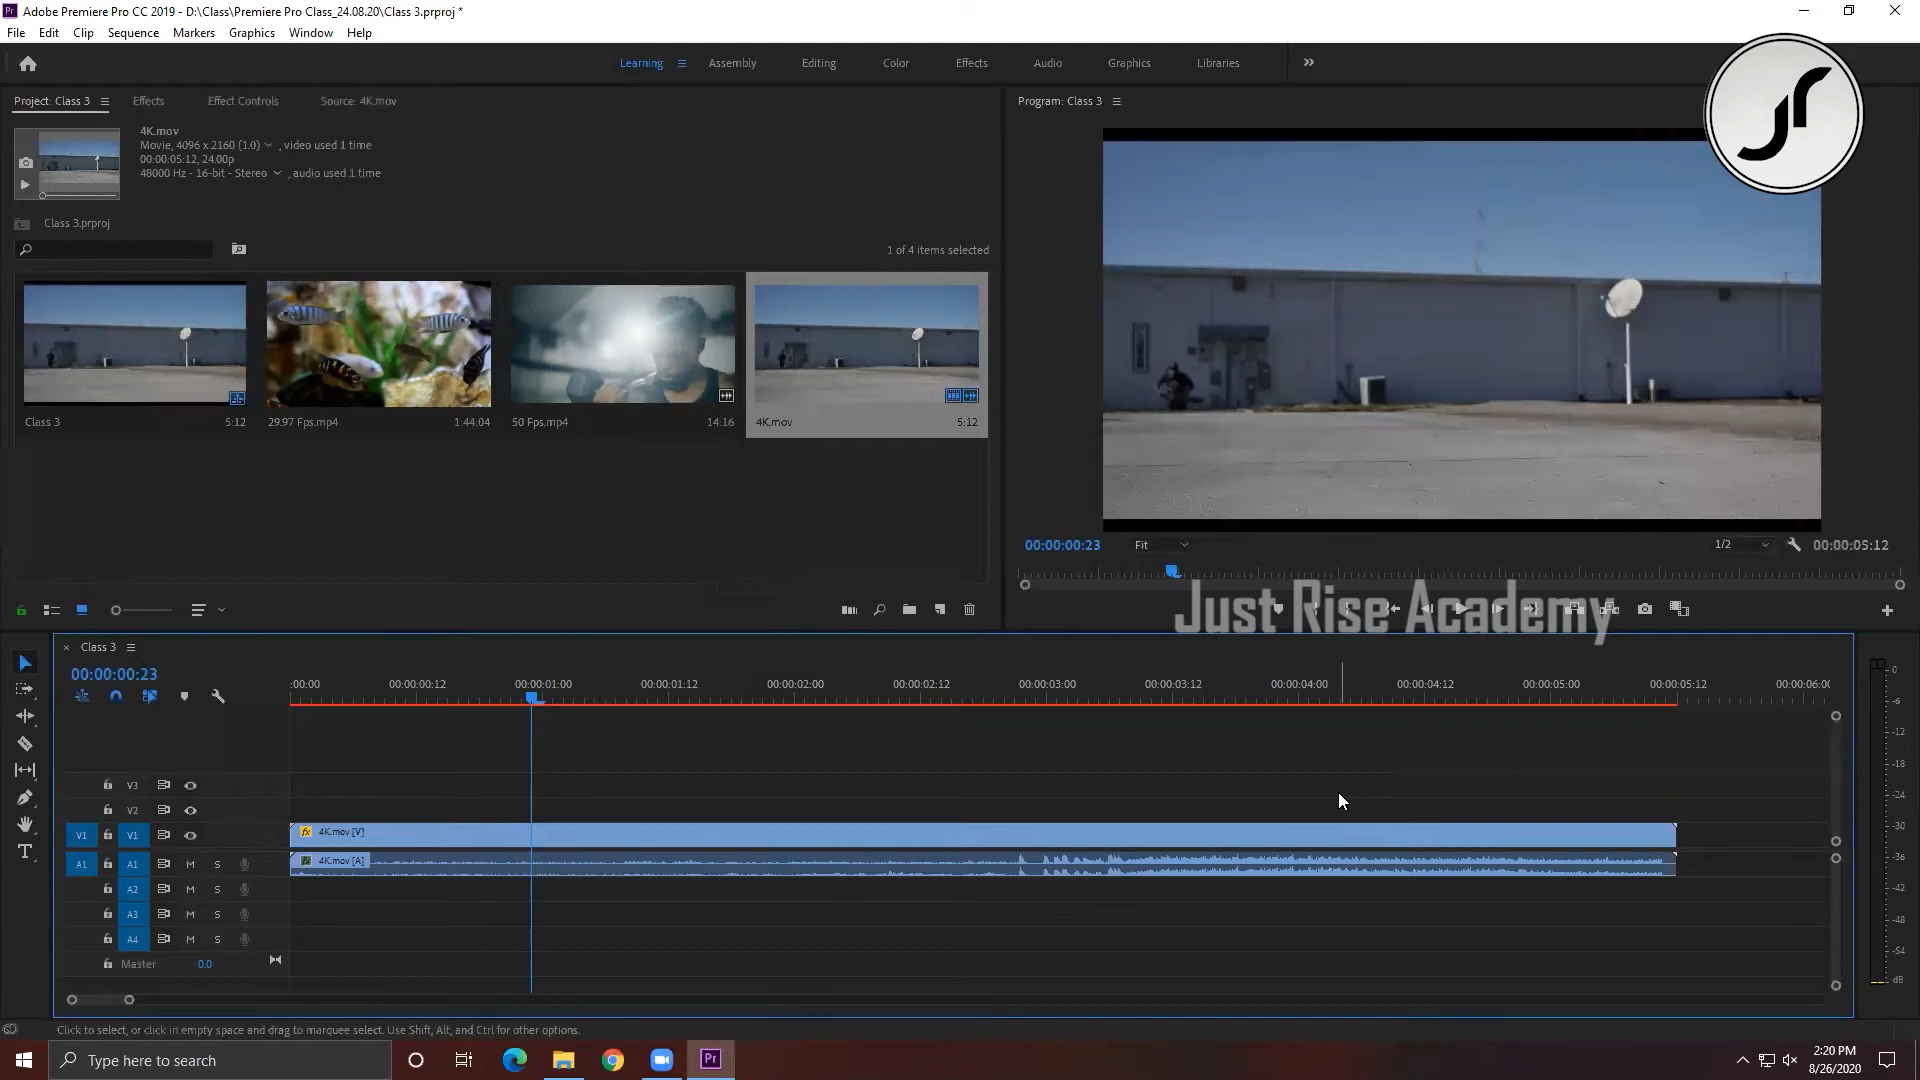 Adobe Premiere Pro CC 2019 - D:\Class\Premiere Pro Class_24.08.20\Class 3.prproj *
File Edit Clip Sequence Markers Graphics Window Help
Learning Assembly Editing Color Effects Audio Graphics Libraries
Project: Class 3 Effects Effect Controls Source: 4K.mov
Program: Class 3
4K.mov
Movie, 4096 x 2160 (1.0) , video used 1 time
00:00:05:12, 24.00p
48000 Hz - 16-bit - Stereo , audio used 1 time
Class 3.prproj
1 of 4 items selected
Class 3 5:12
29.97 Fps.mp4 1:44:04
50 Fps.mp4 14:16
4K.mov 5:12
00:00:00:23 Fit 1/2 00:00:05:12
Just Rise Academy
Class 3
00:00:00:23
:00:00 00:00:00:12 00:00:01:00 00:00:01:12 00:00:02:00 00:00:02:12 00:00:03:00 00:00:03:12 00:00:04:00 00:00:04:12 00:00:05:00 00:00:05:12 00:00:06:00
V3
V2
V1 V1 fx 4K.mov [V]
A1 A1 M S fx 4K.mov [A]
A2 M S
A3 M S
A4 M S
Master 0.0
0
-6
-12
-18
-24
-30
-36
-42
-48
-54
dB
Click to select, or click in empty space and drag to marquee select. Use Shift, Alt, and Ctrl for other options.
Type here to search
Pr
2:20 PM
8/26/2020